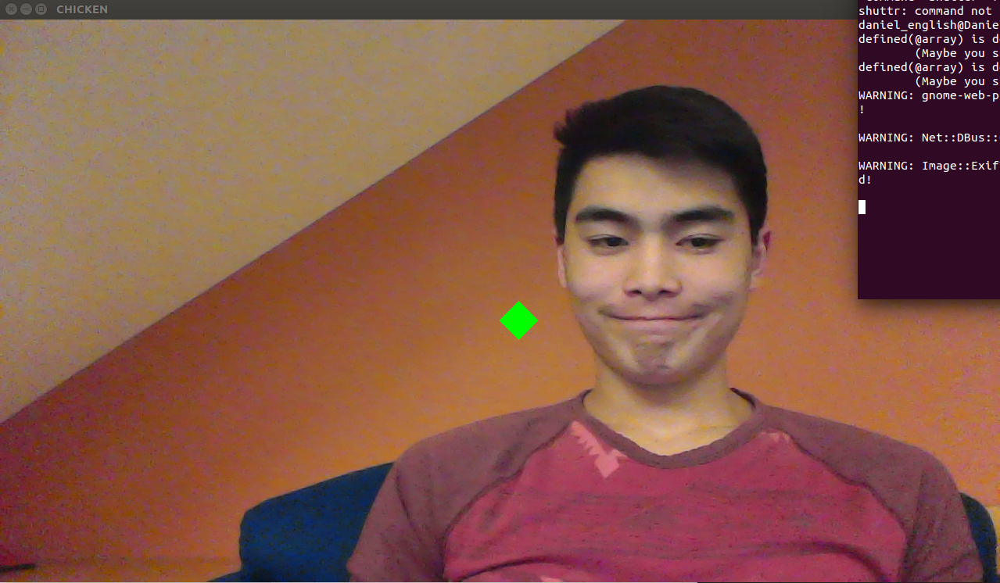 CHICKEN
shuttr: command not
daniel_english@Danie
defined(@array) is d
(Maybe you s
defined(@array) is d
(Maybe you s
WARNING: gnome-web-p
!
WARNING: Net::DBus::
WARNING: Image::Exif
d!